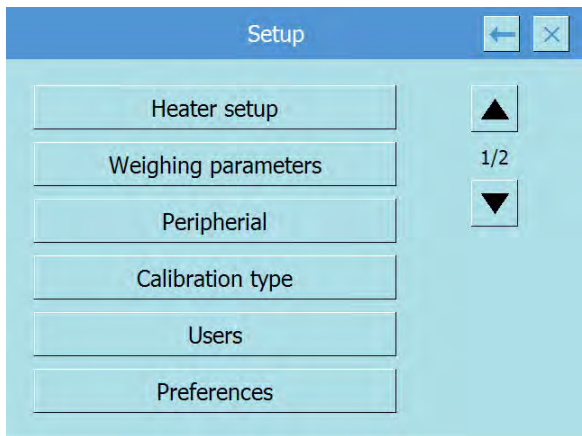 Setup
Heater setup
Weighing parameters
1/2
Peripherial
Calibration type
Users
Preferences